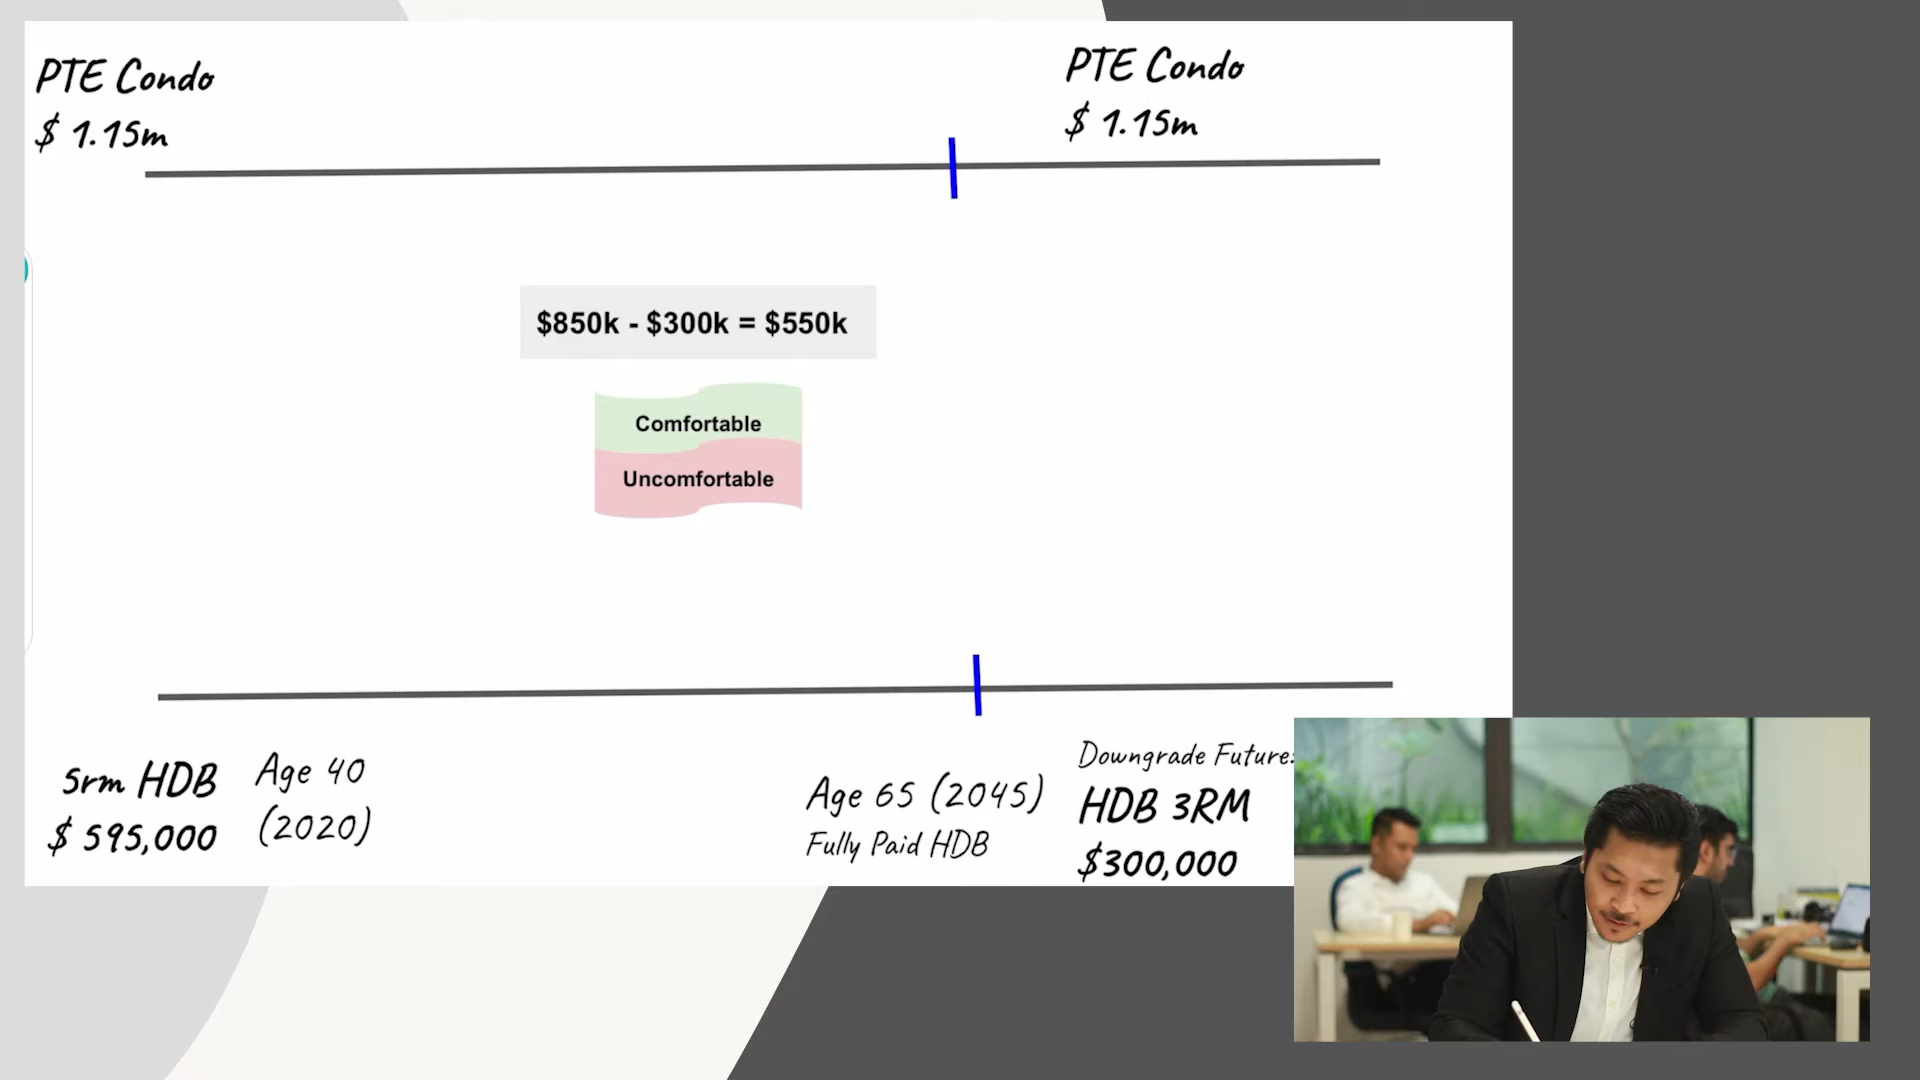 PTE Condo
$ 1.15m
PTE Condo
$ 1.15m
$850k - $300k = $550k
Comfortable
Uncomfortable
5rm HDB
$ 595,000
Age 40
(2020)
Age 65 (2045)
Fully Paid HDB
Downgrade Future:
HDB 3RM
$300,000